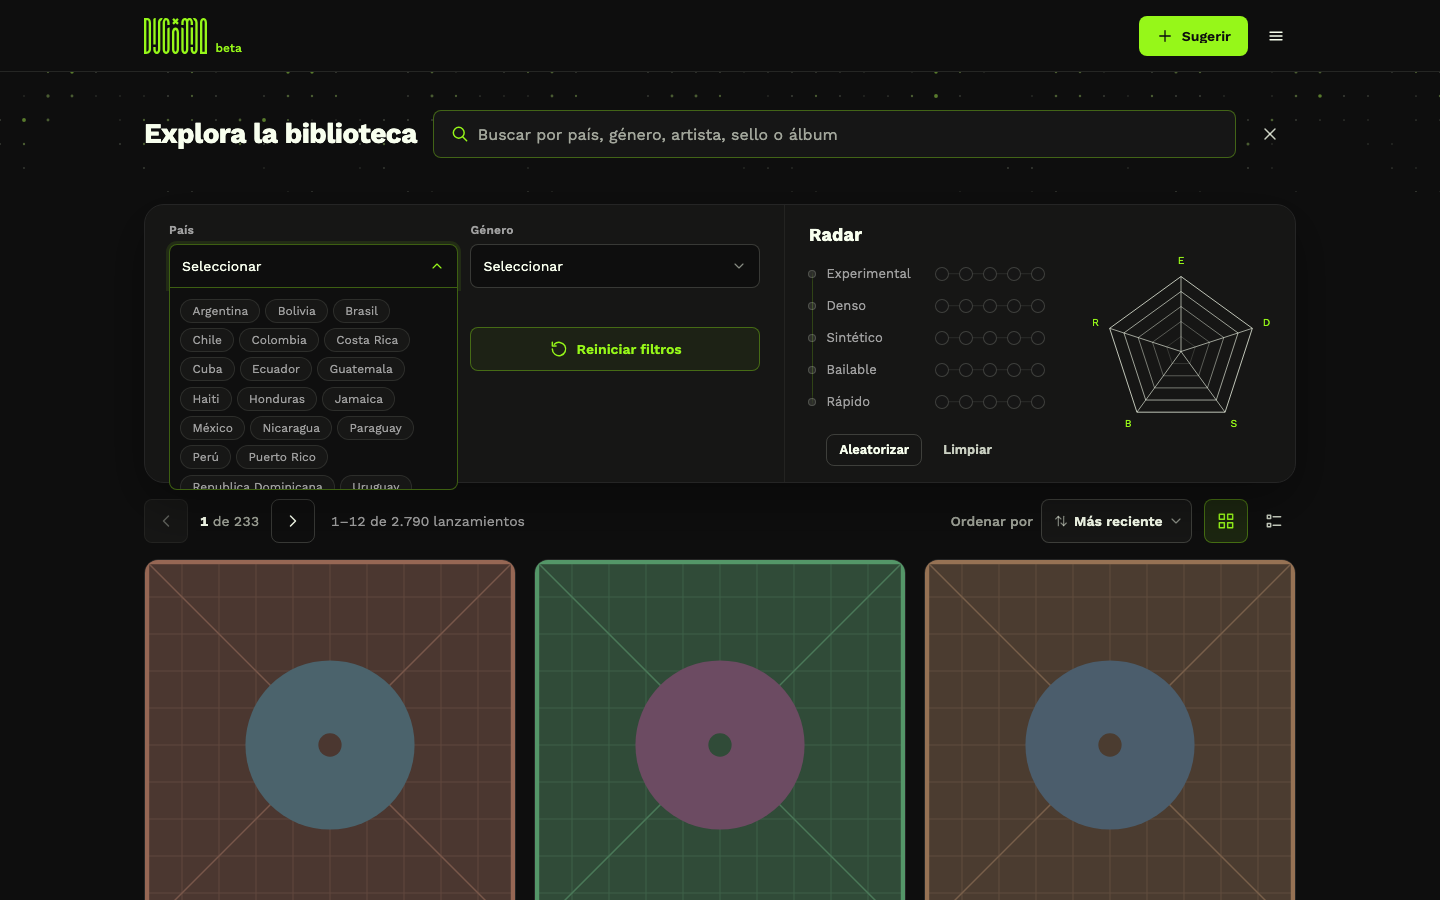 beta
Sugerir
Explora la biblioteca
Buscar por país, género, artista, sello o álbum
País
Género
Seleccionar
Seleccionar
Argentina Bolivia Brasil
Chile Colombia Costa Rica
Cuba Ecuador Guatemala
Haiti Honduras Jamaica
México Nicaragua Paraguay
Perú Puerto Rico
Republica Dominicana Uruguay
Reiniciar filtros
Radar
Experimental
Denso
Sintético
Bailable
Rápido
Aleatorizar Limpiar
E
R D
B S
1 de 233
1–12 de 2.790 lanzamientos
Ordenar por
Más reciente